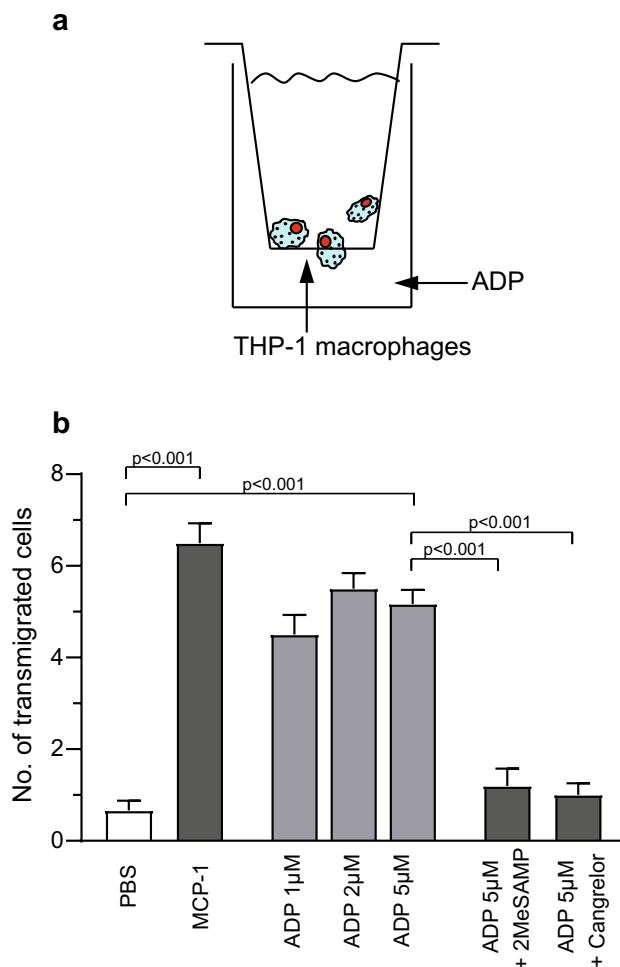 a
ADP
THP-1 macrophages
b
No. of transmigrated cells
8
6
4
2
0
p<0.001
p<0.001
p<0.001
p<0.001
PBS
MCP-1
ADP 1µM
ADP 2µM
ADP 5µM
ADP 5µM
+ 2MeSAMP
ADP 5µM
+ Cangrelor